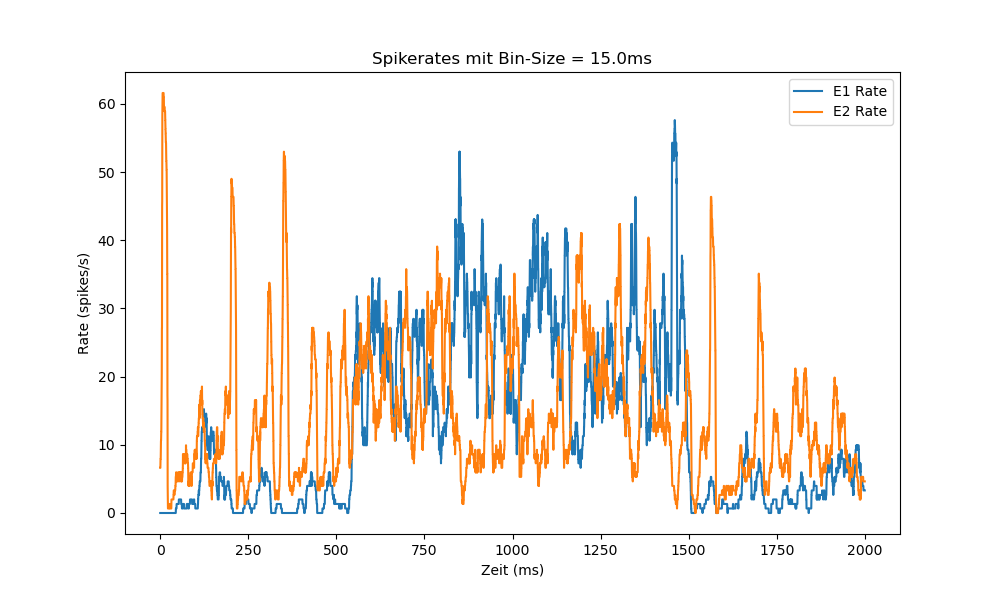 Spikerates mit Bin-Size = 15.0ms
E1 Rate
E2 Rate
60
50
40
30
20
10
0
Rate (spikes/s)
0 250 500 750 1000 1250 1500 1750 2000
Zeit (ms)